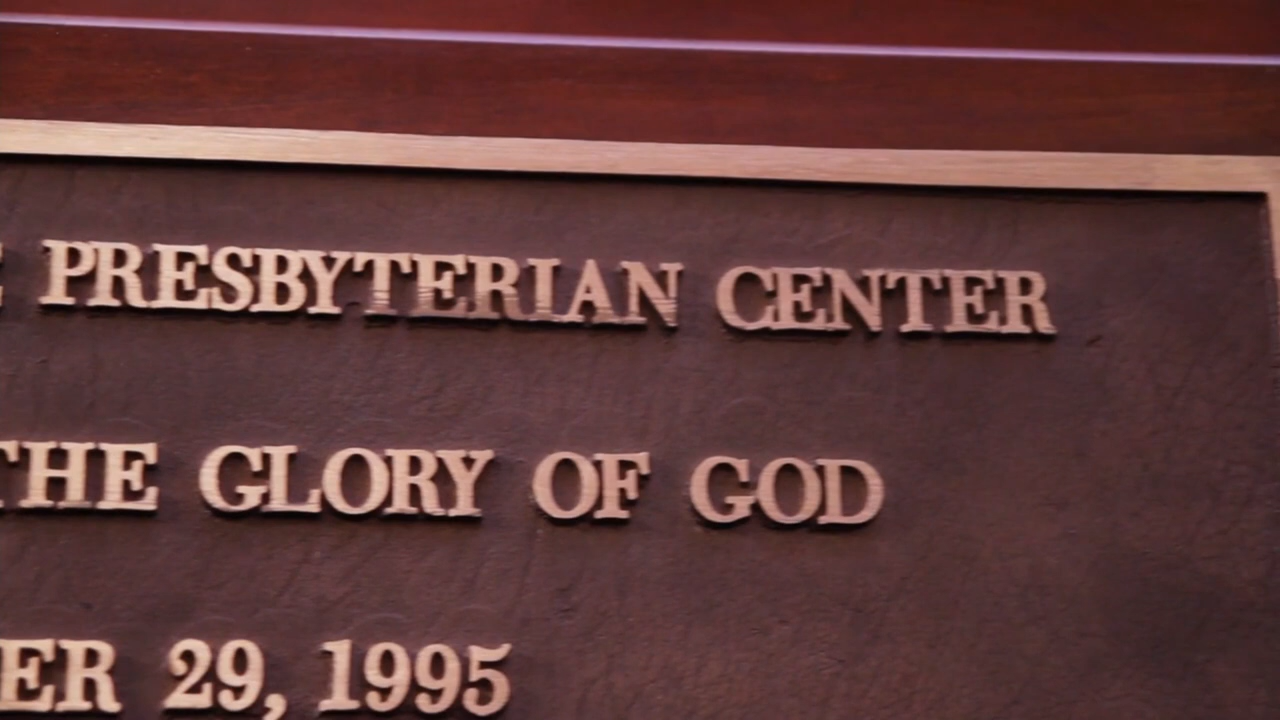 PRESBYTERIAN CENTER
THE GLORY OF GOD
ER 29, 1995